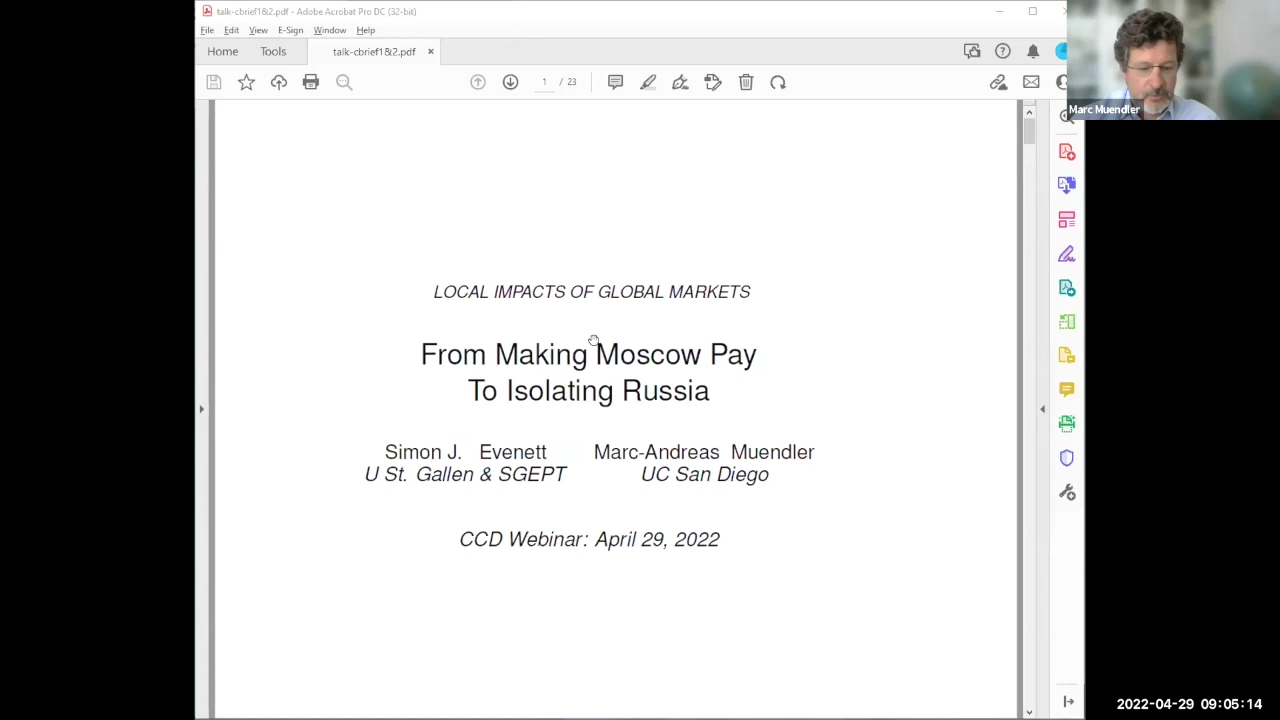 talk-cbrief1&2.pdf - Adobe Acrobat Pro DC (32-bit)
File Edit View E-Sign Window Help
Home Tools talk-cbrief1&2.pdf ×
1 / 23
Marc Muendler
LOCAL IMPACTS OF GLOBAL MARKETS
From Making Moscow Pay
To Isolating Russia
Simon J. Evenett Marc-Andreas Muendler
U St. Gallen & SGEPT UC San Diego
CCD Webinar: April 29, 2022
2022-04-29 09:05:14